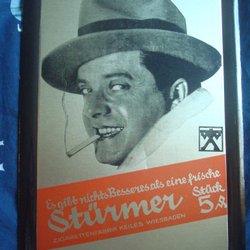 Es gibt nichts Besseres als eine frische
Stürmer
Stück
5
ZIGARETTENFABRIK KEILES, WIESBADEN